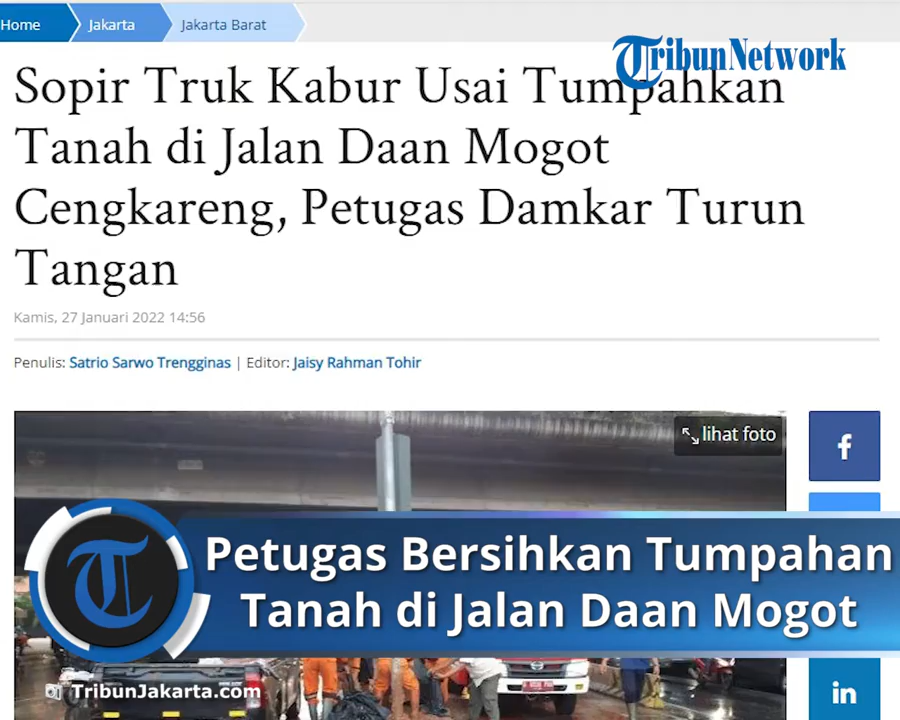 Home
Jakarta
Jakarta Barat
TribunNetwork
Sopir Truk Kabur Usai Tumpahkan
Tanah di Jalan Daan Mogot
Cengkareng, Petugas Damkar Turun
Tangan
Kamis, 27 Januari 2022 14:56
Penulis: Satrio Sarwo Trengginas | Editor: Jaisy Rahman Tohir
lihat foto
f
T
Petugas Bersihkan Tumpahan
Tanah di Jalan Daan Mogot
TribunJakarta.com
in